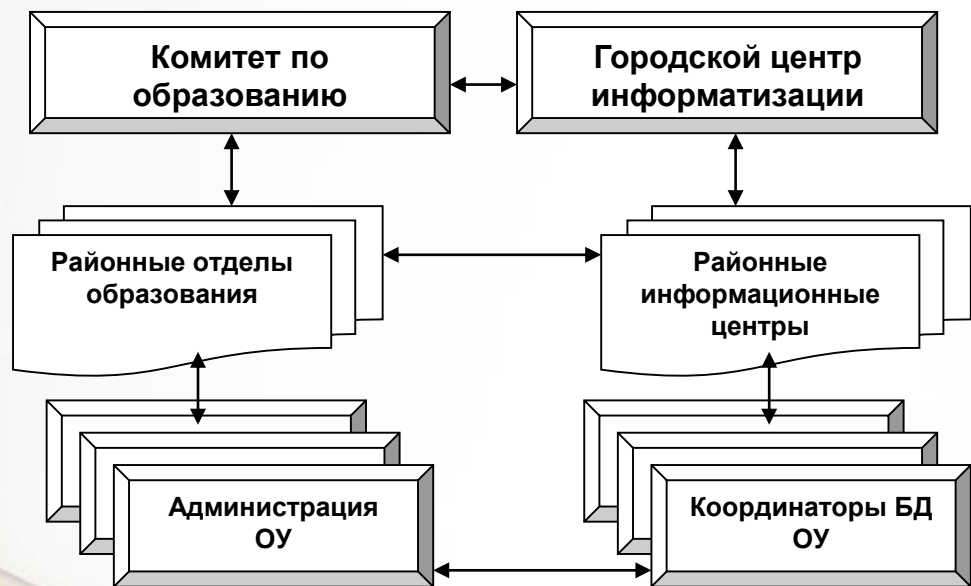 Комитет по
образованию
Городской центр
информатизации
Районные отделы
образования
Районные
информационные
центры
Администрация
ОУ
Координаторы БД
ОУ